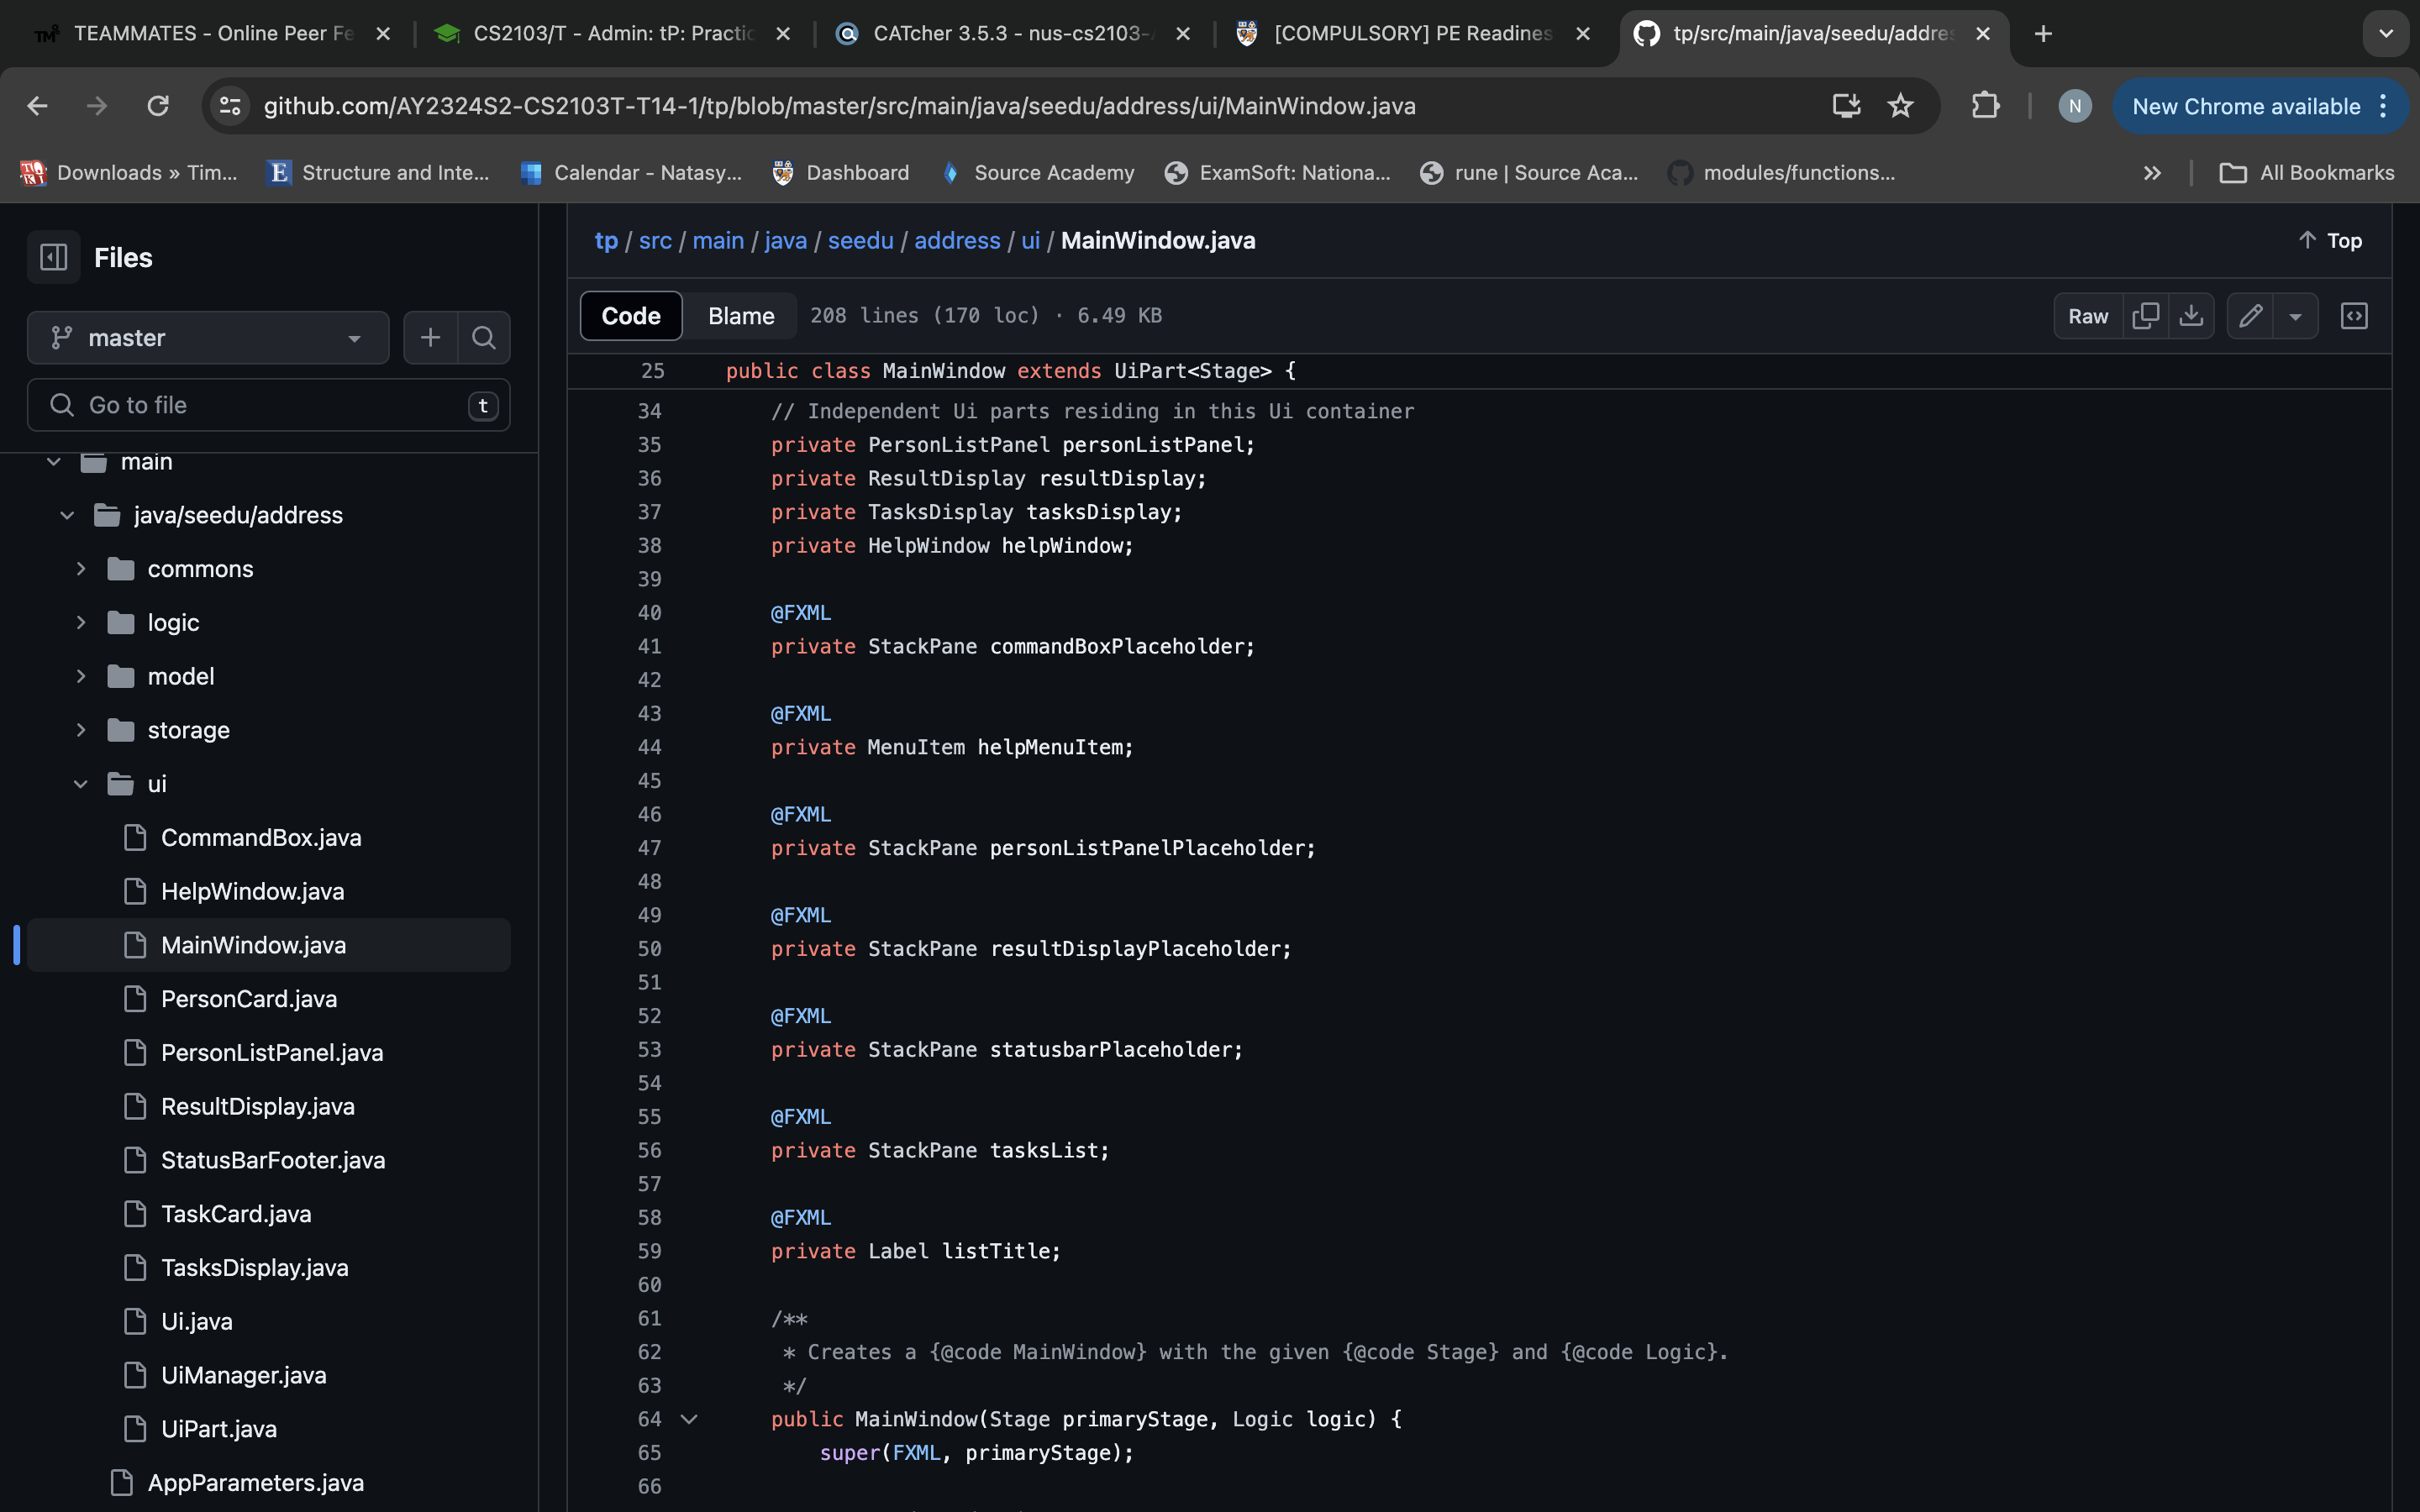 TEAMMATES - Online Peer Fe
CS2103/T - Admin: tP: Practic
CATcher 3.5.3 - nus-cs2103-
[COMPULSORY] PE Readines
tp/src/main/java/seedu/addre
github.com/AY2324S2-CS2103T-T14-1/tp/blob/master/src/main/java/seedu/address/ui/MainWindow.java
N
New Chrome available
Downloads » Tim...
Structure and Inte...
Calendar - Natasy...
Dashboard
Source Academy
ExamSoft: Nationa...
rune | Source Aca...
modules/functions...
All Bookmarks
Files
master
Go to file
t
main
java/seedu/address
commons
logic
model
storage
ui
CommandBox.java
HelpWindow.java
MainWindow.java
PersonCard.java
PersonListPanel.java
ResultDisplay.java
StatusBarFooter.java
TaskCard.java
TasksDisplay.java
Ui.java
UiManager.java
UiPart.java
AppParameters.java
tp / src / main / java / seedu / address / ui / MainWindow.java
Top
Code Blame 208 lines (170 loc) · 6.49 KB
Raw
25 public class MainWindow extends UiPart<Stage> {
34 // Independent Ui parts residing in this Ui container
35 private PersonListPanel personListPanel;
36 private ResultDisplay resultDisplay;
37 private TasksDisplay tasksDisplay;
38 private HelpWindow helpWindow;
39
40 @FXML
41 private StackPane commandBoxPlaceholder;
42
43 @FXML
44 private MenuItem helpMenuItem;
45
46 @FXML
47 private StackPane personListPanelPlaceholder;
48
49 @FXML
50 private StackPane resultDisplayPlaceholder;
51
52 @FXML
53 private StackPane statusbarPlaceholder;
54
55 @FXML
56 private StackPane tasksList;
57
58 @FXML
59 private Label listTitle;
60
61 /**
62 * Creates a {@code MainWindow} with the given {@code Stage} and {@code Logic}.
63 */
64 public MainWindow(Stage primaryStage, Logic logic) {
65 super(FXML, primaryStage);
66